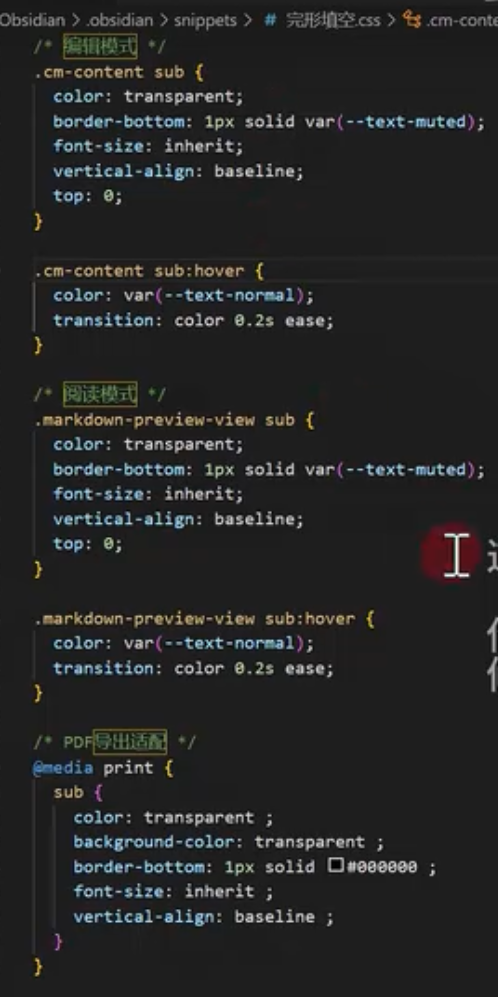 Obsidian > .obsidian > snippets > # 完形填空.css > .cm-conte
/* 编辑模式 */
.cm-content sub {
color: transparent;
border-bottom: 1px solid var(--text-muted);
font-size: inherit;
vertical-align: baseline;
top: 0;
}
.cm-content sub:hover {
color: var(--text-normal);
transition: color 0.2s ease;
}
/* 阅读模式 */
.markdown-preview-view sub {
color: transparent;
border-bottom: 1px solid var(--text-muted);
font-size: inherit;
vertical-align: baseline;
top: 0;
}
.markdown-preview-view sub:hover {
color: var(--text-normal);
transition: color 0.2s ease;
}
/* PDF导出适配 */
@media print {
sub {
color: transparent ;
background-color: transparent ;
border-bottom: 1px solid #000000 ;
font-size: inherit ;
vertical-align: baseline ;
}
}